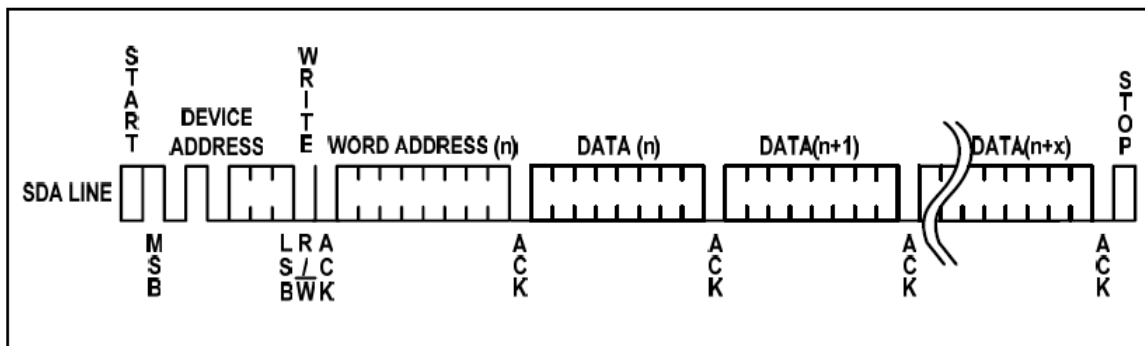 START
WRITE
STOP
DEVICE
ADDRESS
WORD ADDRESS (n)
DATA (n)
DATA(n+1)
DATA(n+x)
SDA LINE
MSB
LSB
R/W
ACK
ACK
ACK
ACK
ACK